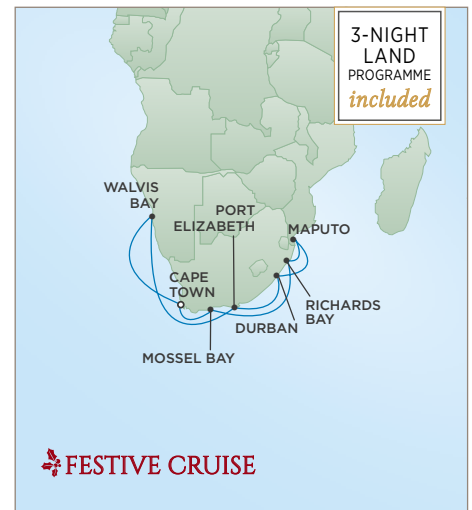 3-NIGHT
LAND
PROGRAMME
included
WALVIS
BAY
PORT
ELIZABETH
MAPUTO
CAPE
TOWN
RICHARDS
BAY
DURBAN
MOSSEL BAY
FESTIVE CRUISE